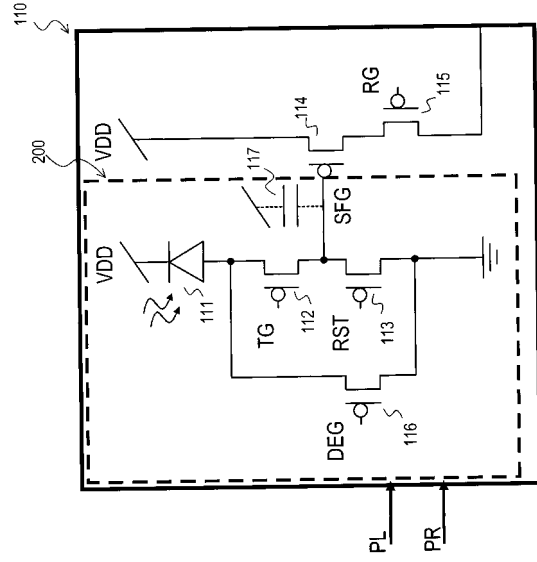 110
200
VDD
VDD
117
114
RG
115
SFG
111
TG
112
RST
113
DEG
116
PL
PR